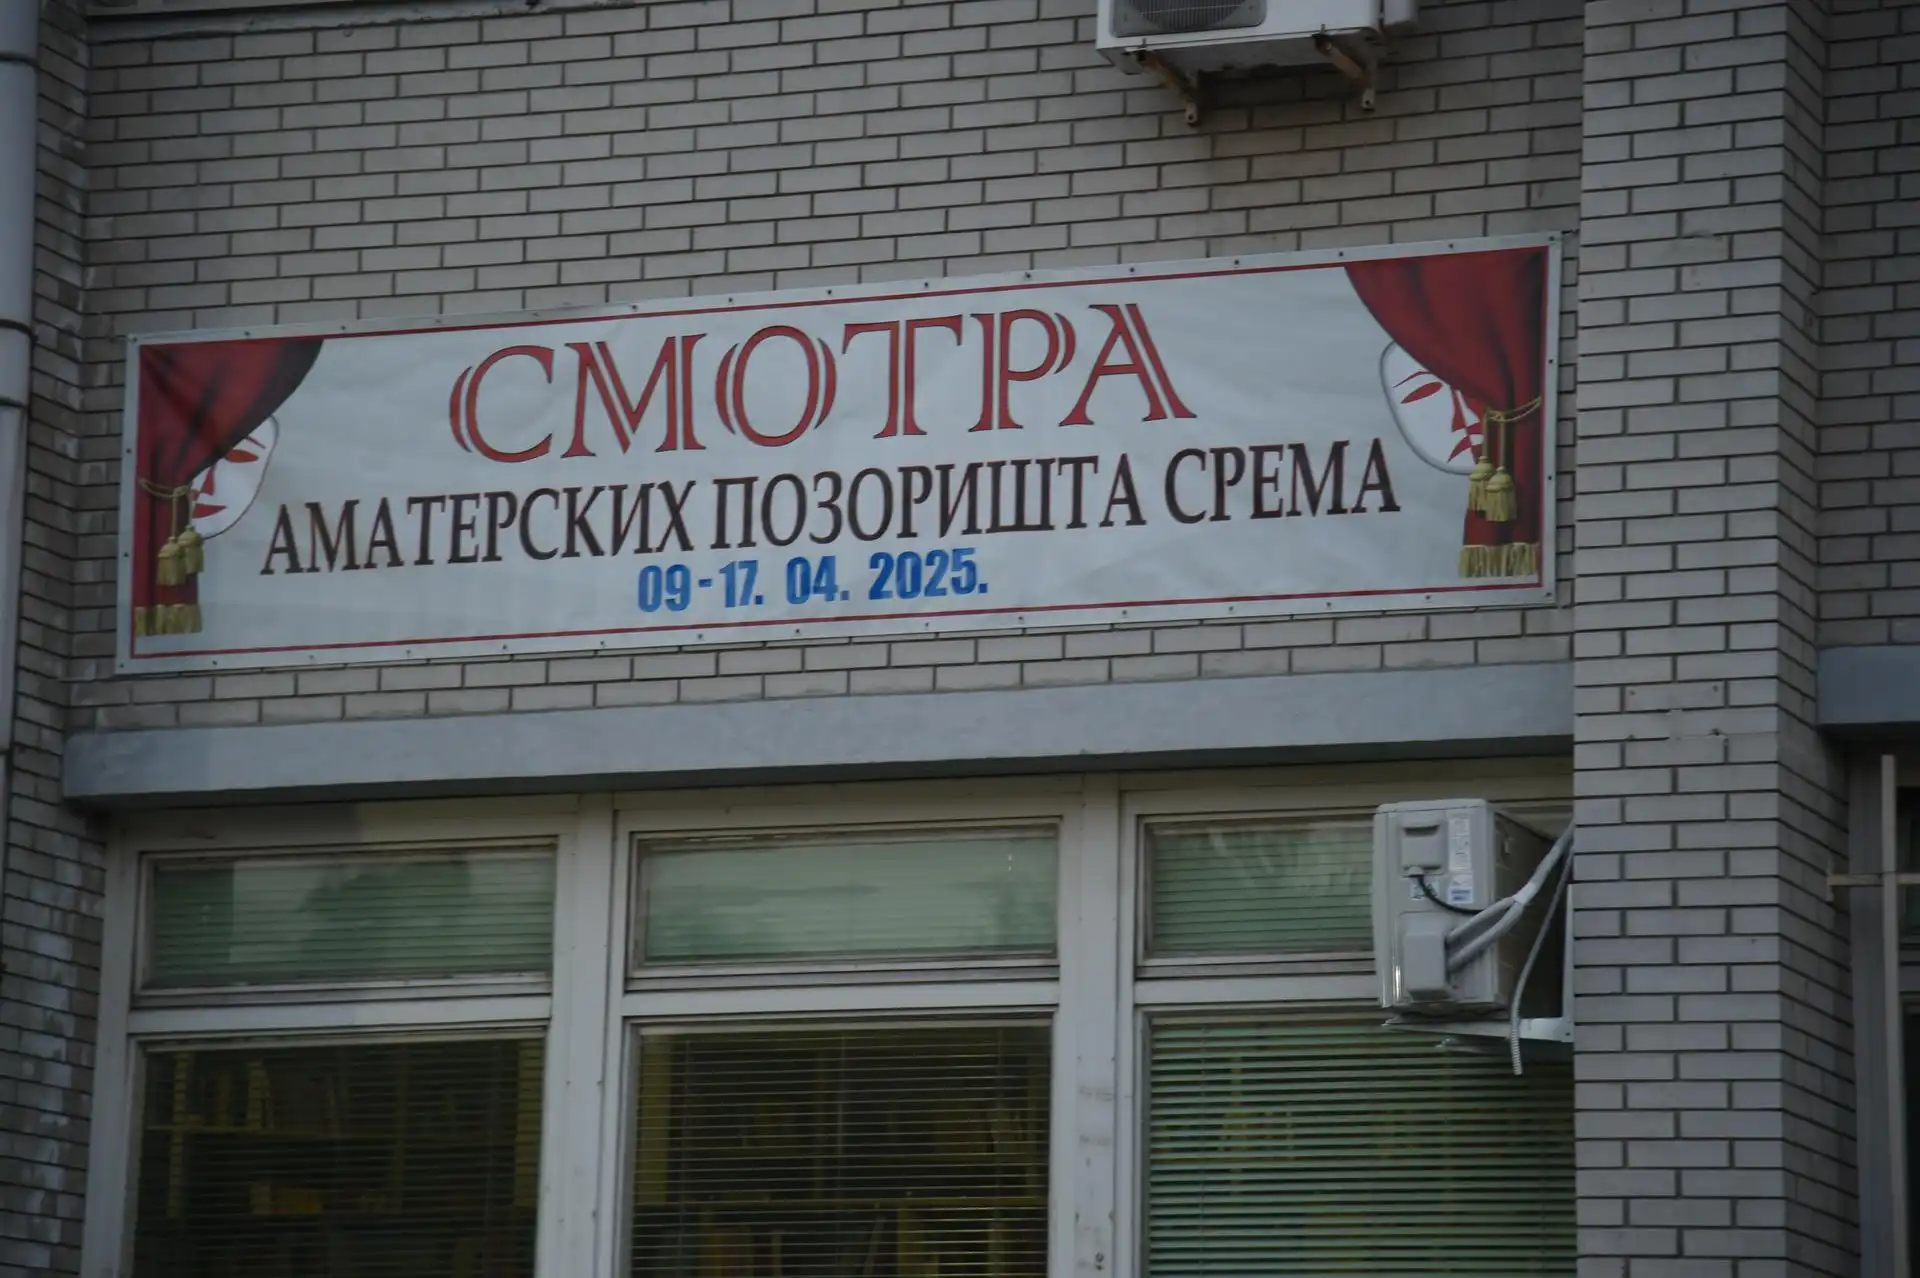 СМОТРА
АМАТЕРСКИХ ПОЗОРИШТА СРЕМА
09-17. 04. 2025.